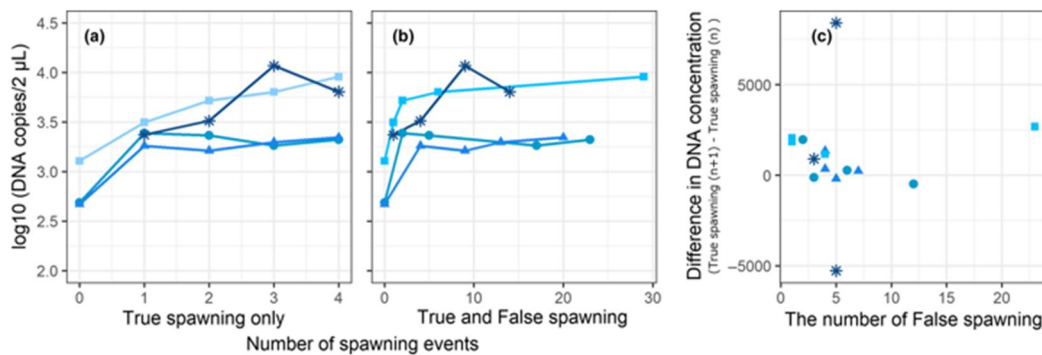 (a)
(b)
(c)
log10 (DNA copies/2 µL)
4.5
4.0
3.5
3.0
2.5
2.0
0 1 2 3 4
0 10 20 30
True spawning only
True and False spawning
Number of spawning events
Difference in DNA concentration
(True spawning (n+1) - True spawning (n) )
5000
0
−5000
0 5 10 15 20
The number of False spawning